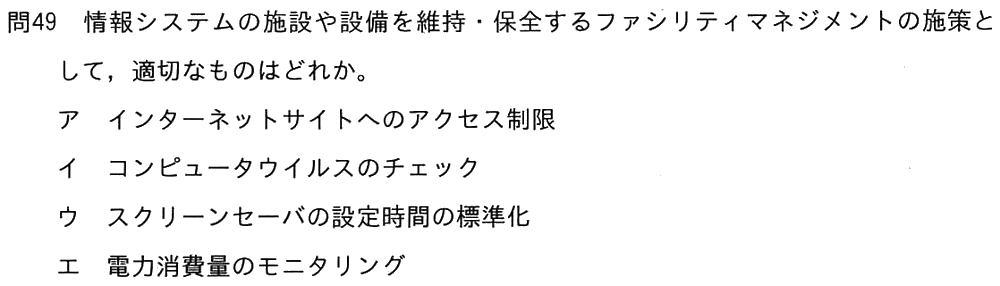 問49 情報システムの施設や設備を維持・保全するファシリティマネジメントの施策と
して，適切なものはどれか。
ア インターネットサイトへのアクセス制限
イ コンピュータウイルスのチェック
ウ スクリーンセーバの設定時間の標準化
エ 電力消費量のモニタリング